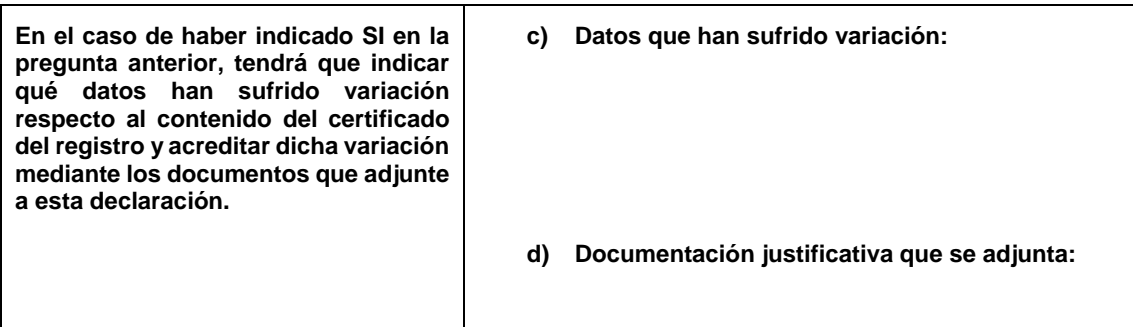 En el caso de haber indicado SI en la
pregunta anterior, tendrá que indicar
qué datos han sufrido variación
respecto al contenido del certificado
del registro y acreditar dicha variación
mediante los documentos que adjunte
a esta declaración.
c) Datos que han sufrido variación:
d) Documentación justificativa que se adjunta: